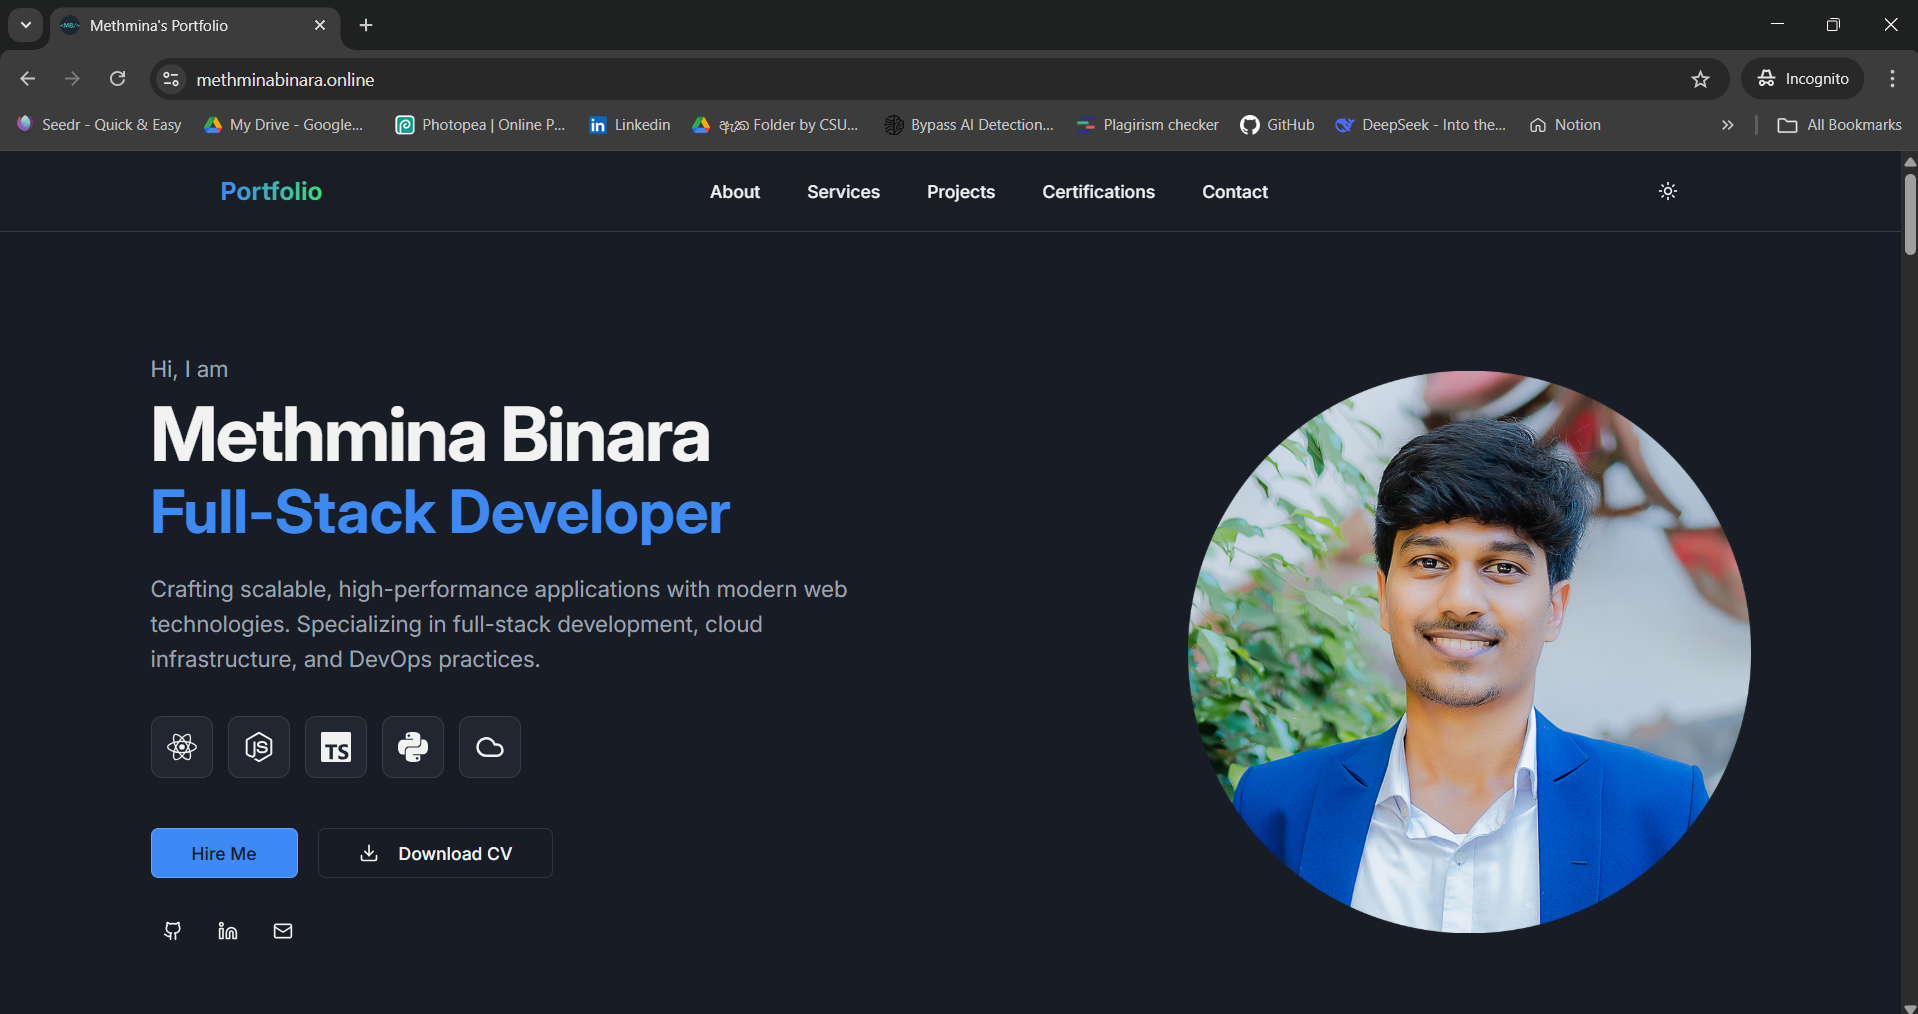 Methmina's Portfolio
methminabinara.online
Incognito
Seedr - Quick & Easy
My Drive - Google...
Photopea | Online P...
Linkedin
ඇුක Folder by CSU...
Bypass AI Detection...
Plagirism checker
GitHub
DeepSeek - Into the...
Notion
All Bookmarks
Portfolio
About
Services
Projects
Certifications
Contact
Hi, I am
Methmina Binara
Full-Stack Developer
Crafting scalable, high-performance applications with modern web
technologies. Specializing in full-stack development, cloud
infrastructure, and DevOps practices.
JS
TS
Hire Me
Download CV
in